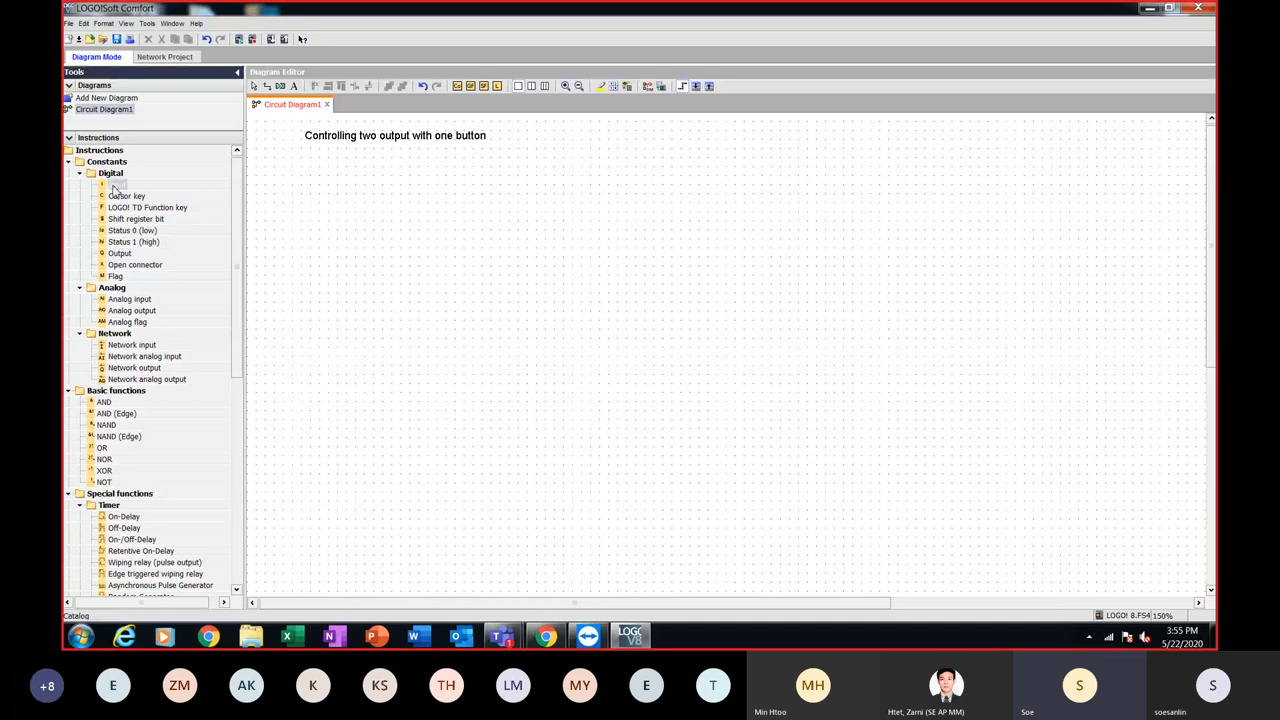 LOGO!Soft Comfort
File Edit Format View Tools Window Help
Diagram Mode Network Project
Tools
Diagram Editor
Diagrams
Add New Diagram
Circuit Diagram1
Circuit Diagram1
Controlling two output with one button
Instructions
Instructions
Constants
Digital
Cursor key
LOGO! TD Function key
Shift register bit
Status 0 (low)
Status 1 (high)
Output
Open connector
Flag
Analog
Analog input
Analog output
Analog flag
Network
Network input
Network analog input
Network output
Network analog output
Basic functions
AND
AND (Edge)
NAND
NAND (Edge)
OR
NOR
XOR
NOT
Special functions
Timer
On-Delay
Off-Delay
On-/Off-Delay
Retentive On-Delay
Wiping relay (pulse output)
Edge triggered wiping relay
Asynchronous Pulse Generator
Catalog
LOGO! 8.FS4 150%
3:55 PM
5/22/2020
+8 E ZM AK K KS TH LM MY E T MH S S
Min Htoo Htet, Zarni (SE AP MM) Soe soesanlin